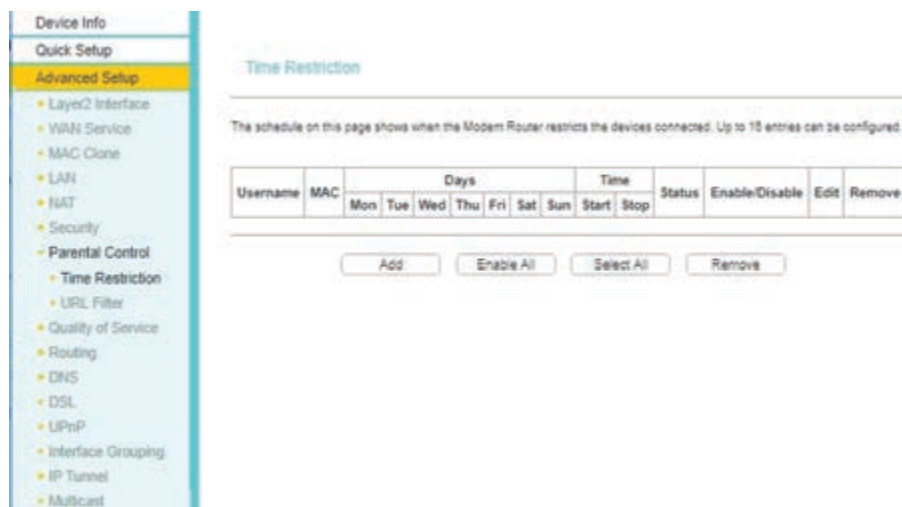 Device Info
Quick Setup
Advanced Setup
Layer2 Interface
WAN Service
MAC Clone
LAN
NAT
Security
Parental Control
Time Restriction
URL Filter
Quality of Service
Routing
DNS
DSL
UPnP
Interface Grouping
IP Tunnel
Multicast
Time Restriction
The schedule on this page shows when the Modem Router restricts the devices connected. Up to 16 entries can be configured.
Username MAC Days Time Status Enable/Disable Edit Remove
Mon Tue Wed Thu Fri Sat Sun Start Stop
Add Enable All Select All Remove